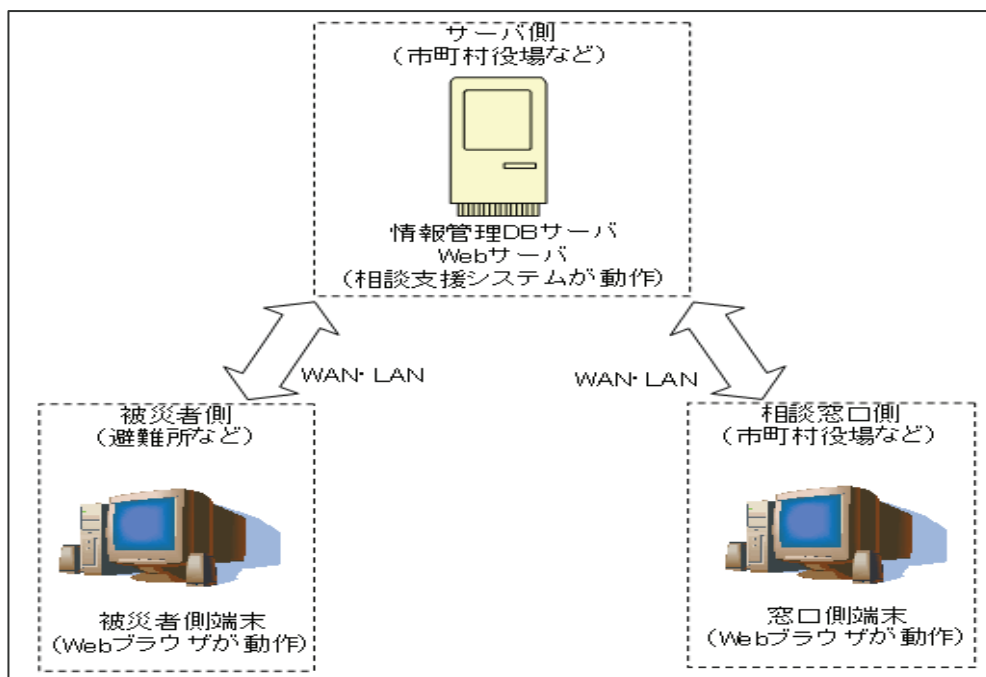 サーバ側
(市町村役場など)
情報管理DBサーバ
Webサーバ
(相談支援システムが動作)
WAN・LAN
WAN・LAN
被災者側
(避難所など)
被災者側端末
(Webブラウザが動作)
相談窓口側
(市町村役場など)
窓口側端末
(Webブラウザが動作)